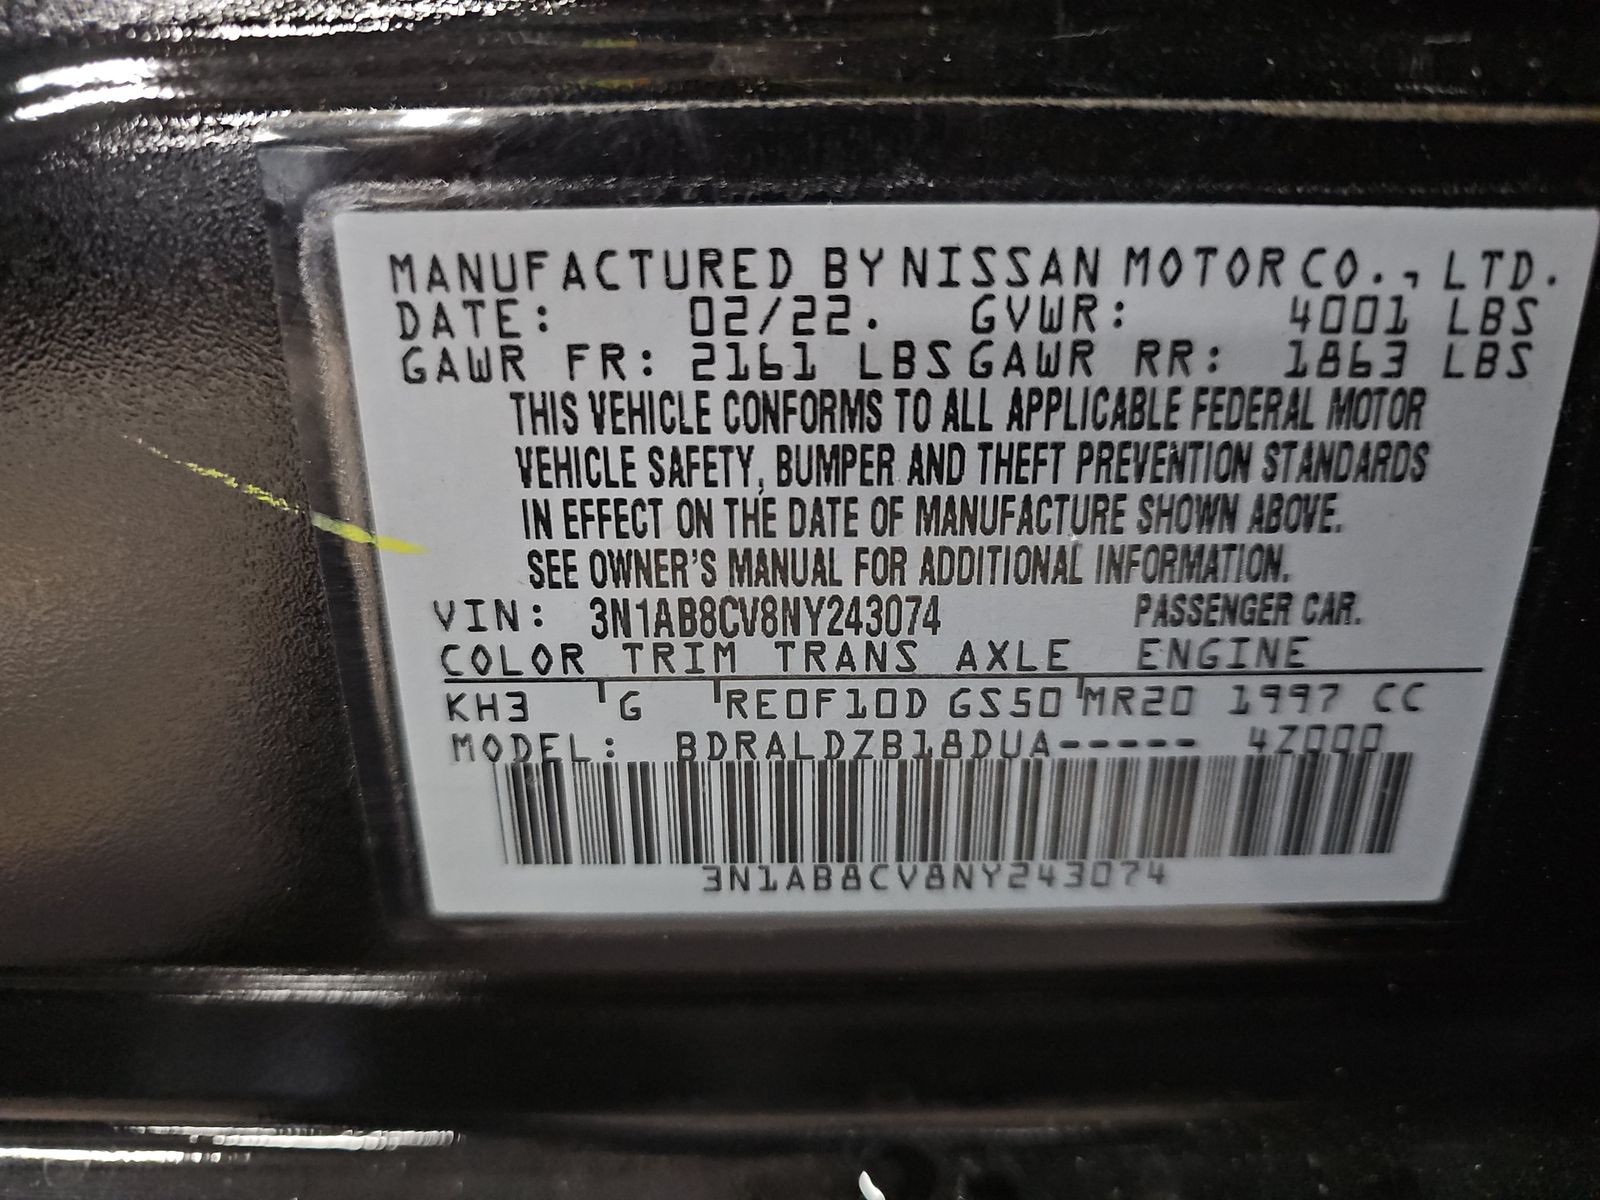 MANUFACTURED BY NISSAN MOTOR CO., LTD.
DATE: 02/22. GVWR: 4001 LBS
GAWR FR: 2161 LBS GAWR RR: 1863 LBS
THIS VEHICLE CONFORMS TO ALL APPLICABLE FEDERAL MOTOR
VEHICLE SAFETY, BUMPER AND THEFT PREVENTION STANDARDS
IN EFFECT ON THE DATE OF MANUFACTURE SHOWN ABOVE.
SEE OWNER'S MANUAL FOR ADDITIONAL INFORMATION.
VIN: 3N1AB8CV8NY243074 PASSENGER CAR.
COLOR TRIM TRANS AXLE ENGINE
KH3 G RE0F10D GS50 MR20 1997 CC
MODEL: BDRALDZB18DUA----- 4Z000
3N1AB8CV8NY243074